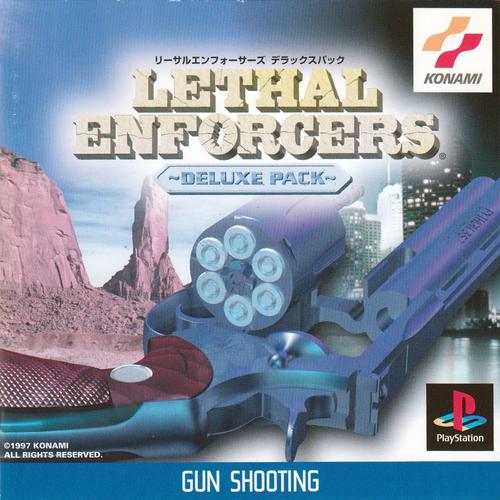 リーサルエンフォーサーズ デラックスパック
LETHAL
ENFORCERS®
~DELUXE PACK~
KONAMI
PlayStation
©1997 KONAMI
ALL RIGHTS RESERVED.
GUN SHOOTING